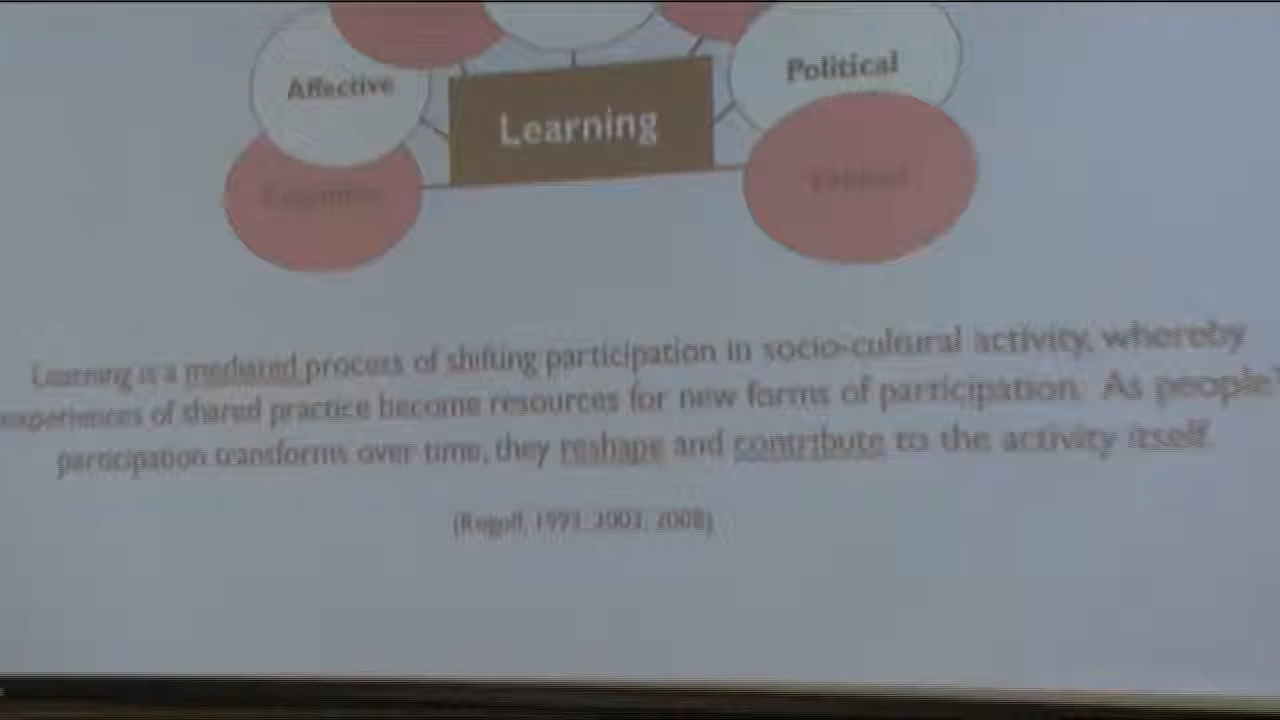 Affective
Political
Learning
Cognitive
Learning is a mediated process of shifting participation in socio-cultural activity, whereby
experiences of shared practice become resources for new forms of participation. As people'
participation transforms over time, they reshape and contribute to the activity itself.
(Rogoff, 1993, 2003, 2008)